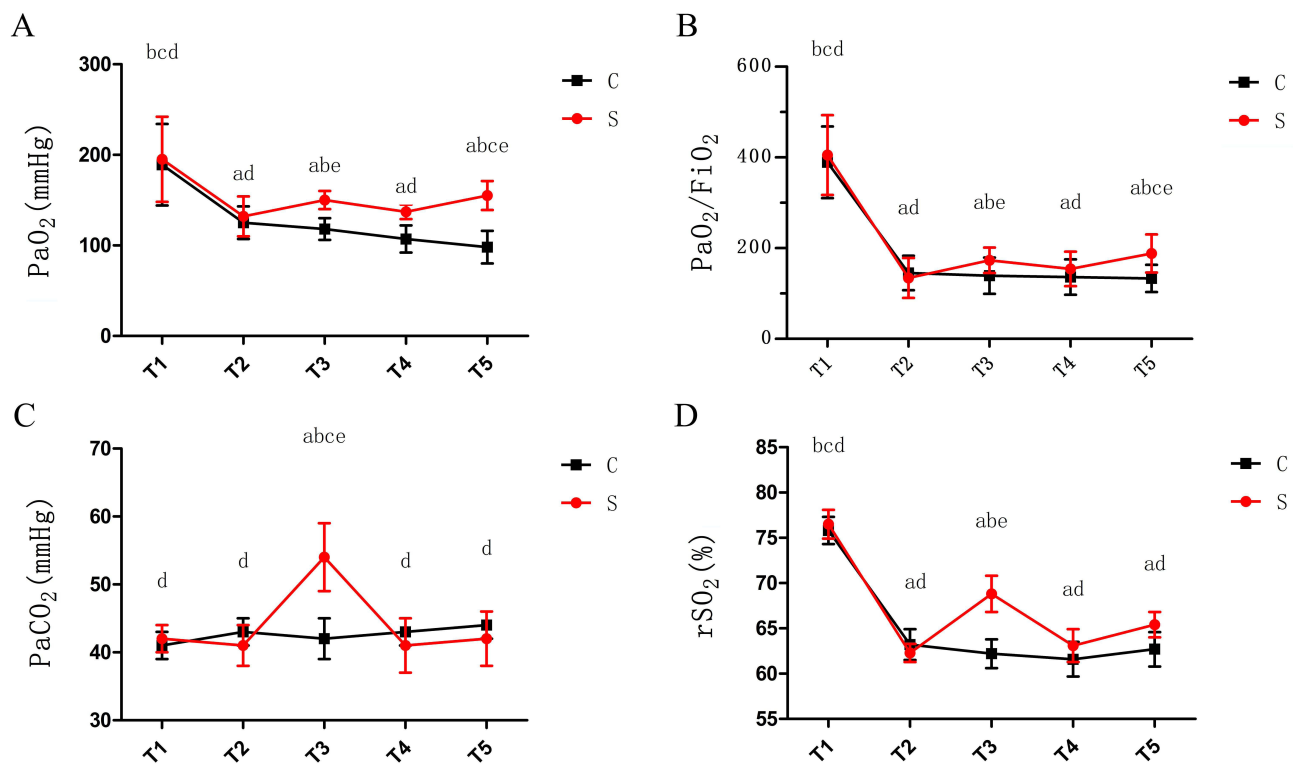 A
PaO₂(mmHg)
300
200
100
0
bcd
ad
abe
ad
abce
C
S
T1
T2
T3
T4
T5
B
PaO₂/FiO₂
600
400
200
0
bcd
ad
abe
ad
abce
C
S
T1
T2
T3
T4
T5
C
PaCO₂(mmHg)
70
60
50
40
30
d
d
abce
d
d
C
S
T1
T2
T3
T4
T5
D
rSO₂(%)
85
80
75
70
65
60
55
bcd
ad
abe
ad
ad
C
S
T1
T2
T3
T4
T5